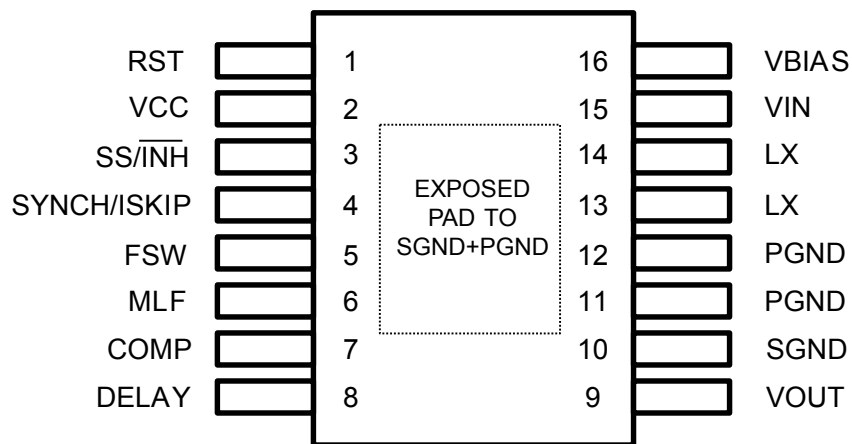 RST 1 16 VBIAS
VCC 2 15 VIN
SS/INH 3 14 LX
SYNCH/ISKIP 4 13 LX
FSW 5 12 PGND
MLF 6 11 PGND
COMP 7 10 SGND
DELAY 8 9 VOUT
EXPOSED
PAD TO
SGND+PGND